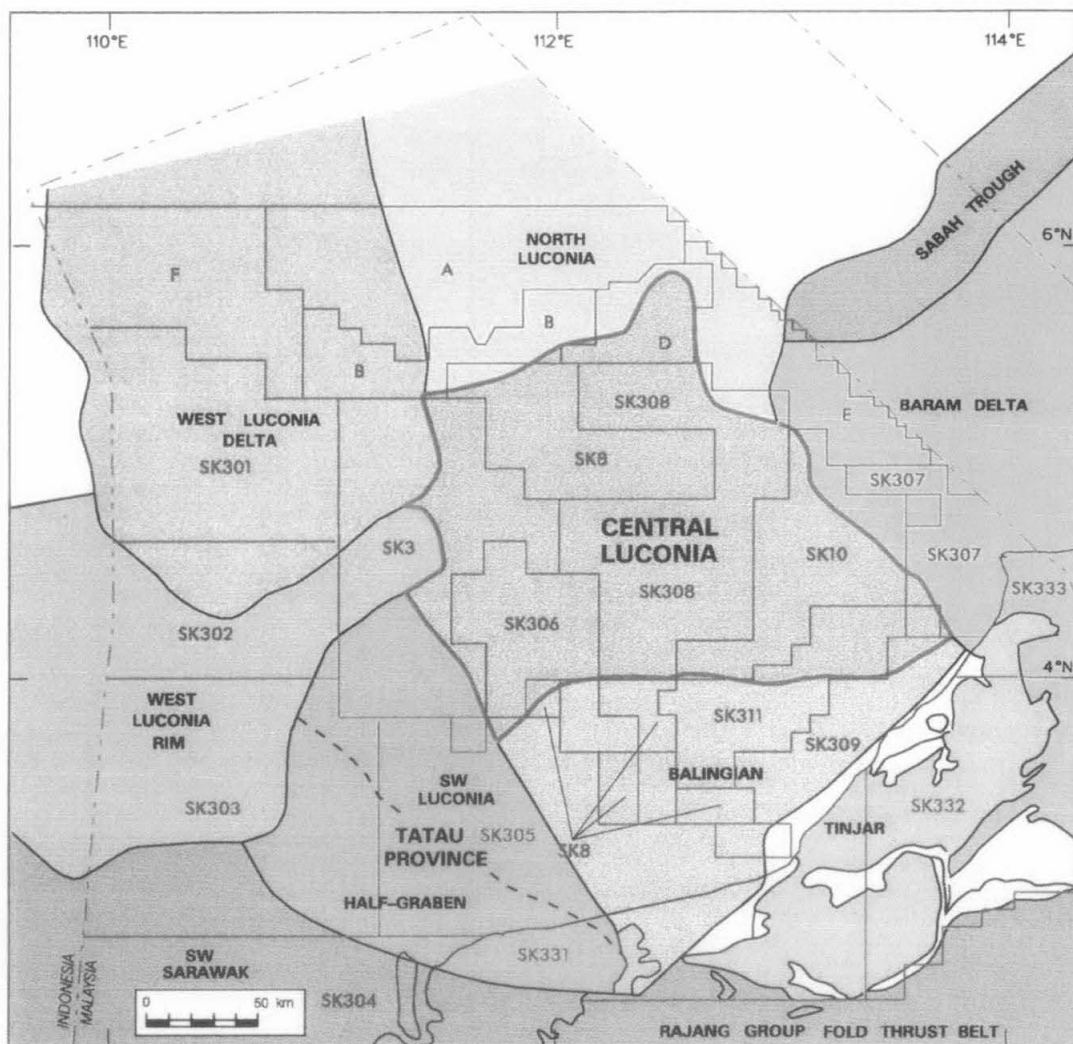 110°E
112°E
114°E
SABAH TROUGH
6°N
NORTH
LUCONIA
F
A
B
D
B
SK308
E
BARAM DELTA
WEST LUCONIA
DELTA
SK301
SK8
SK307
CENTRAL
LUCONIA
SK3
SK10
SK307
SK308
SK333
SK306
SK302
4°N
WEST
LUCONIA
RIM
SK311
SK309
BALINGIAN
SW
LUCONIA
SK303
SK332
TATAU
PROVINCE
SK305
TINJAR
SK8
HALF-GRABEN
SK331
SW
SARAWAK
INDONESIA
MALAYSIA
0 50 km
SK304
RAJANG GROUP FOLD THRUST BELT